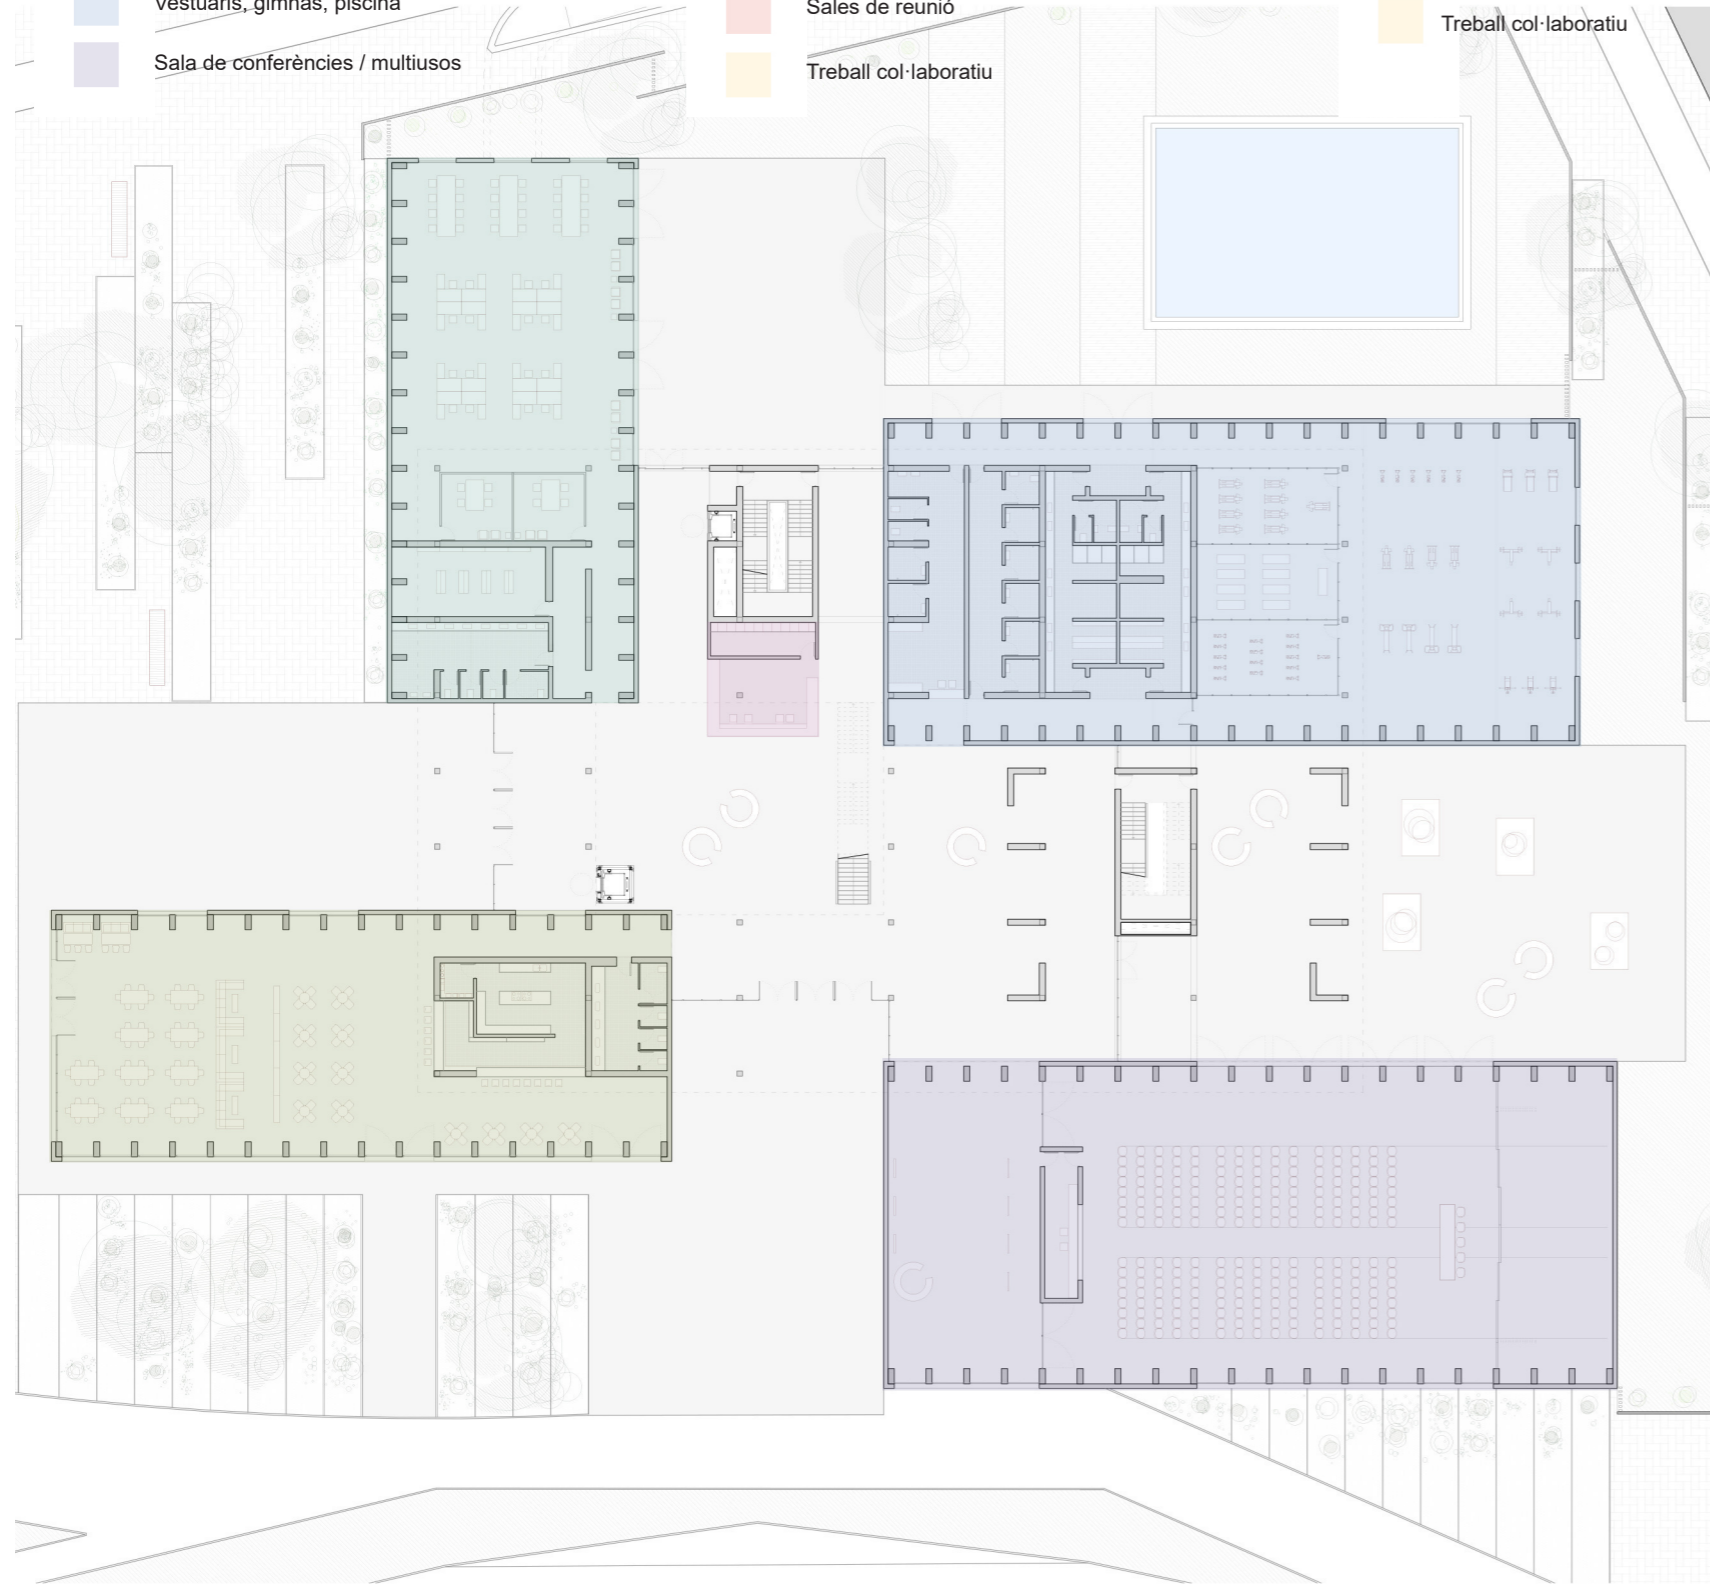 Vestuaris, gimnàs, piscina
Sala de conferències / multiusos
Sales de reunió
Treball col·laboratiu
Treball col·laboratiu